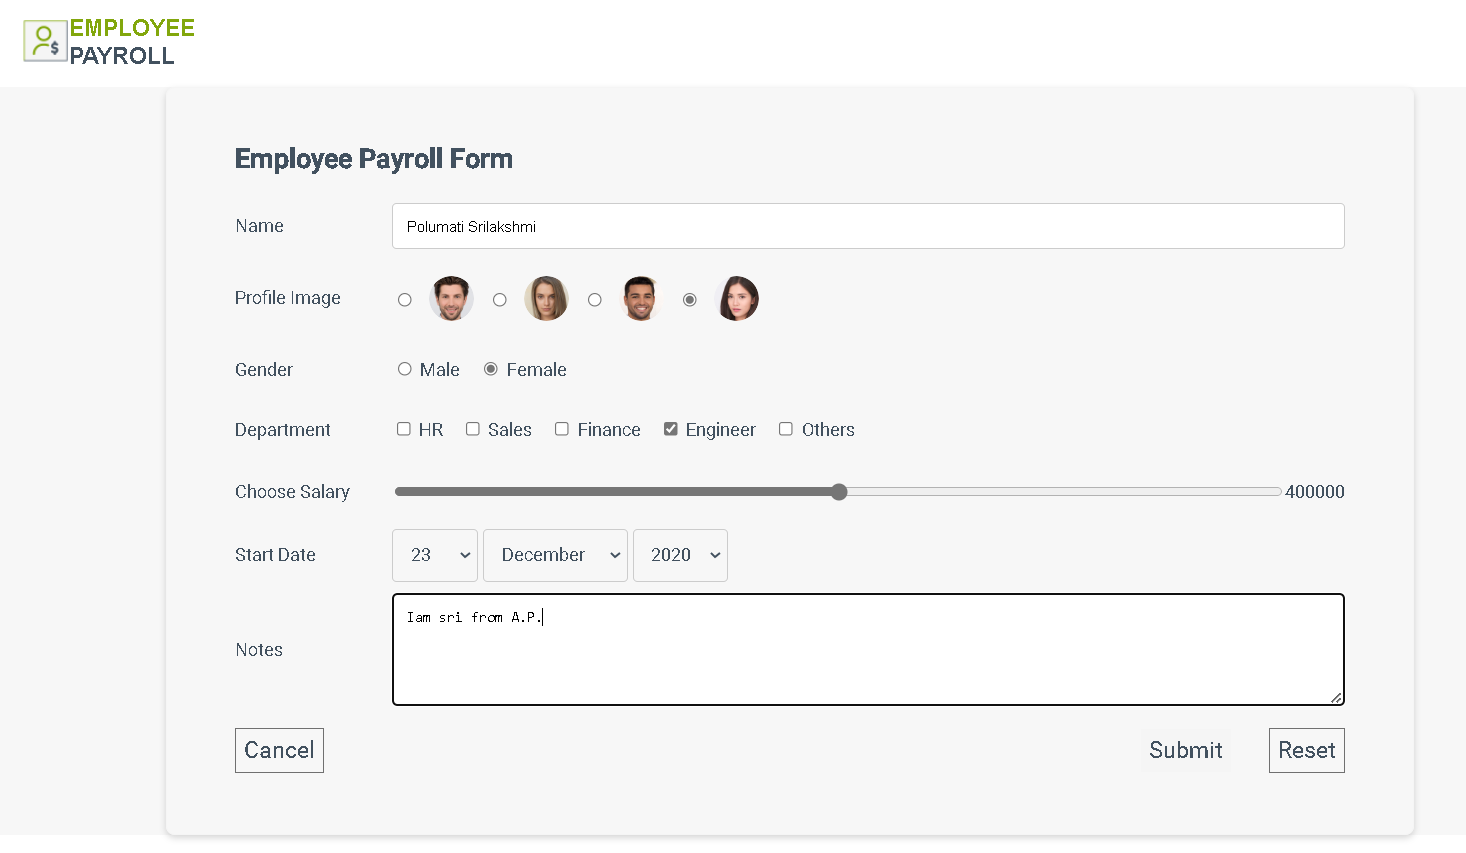 EMPLOYEE
PAYROLL
Employee Payroll Form
Name Polumati Srilakshmi
Profile Image
Gender Male Female
Department HR Sales Finance Engineer Others
Choose Salary 400000
Start Date 23 December 2020
Iam sri from A.P.
Notes
Cancel Submit Reset